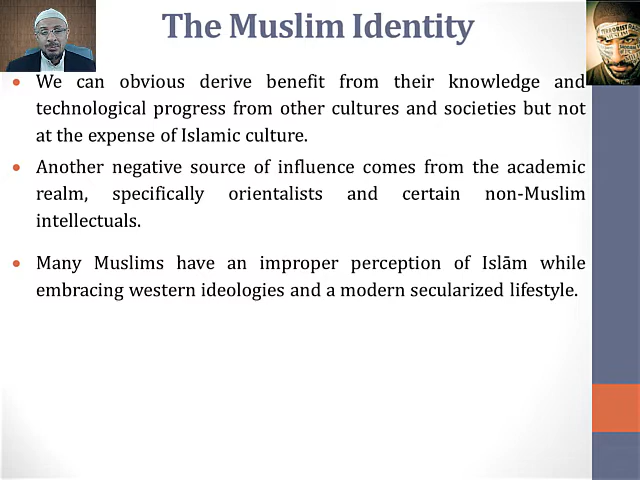 The Muslim Identity
TERRORIST
• We can obvious derive benefit from their knowledge and
technological progress from other cultures and societies but not
at the expense of Islamic culture.
• Another negative source of influence comes from the academic
realm, specifically orientalists and certain non-Muslim
intellectuals.
• Many Muslims have an improper perception of Islām while
embracing western ideologies and a modern secularized lifestyle.